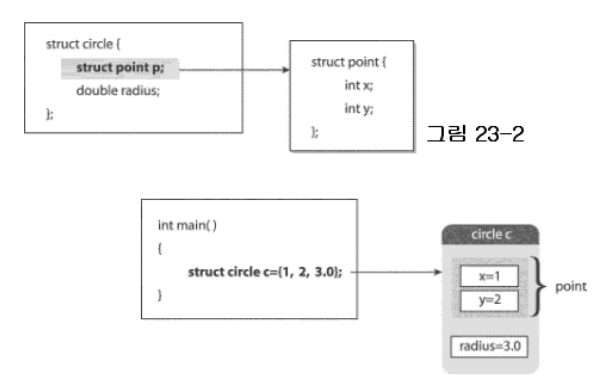 struct circle {
struct point p;
double radius;
};
struct point {
int x;
int y;
};
그림 23-2
int main( )
{
struct circle c={1, 2, 3.0};
}
circle c
x=1
y=2
point
radius=3.0